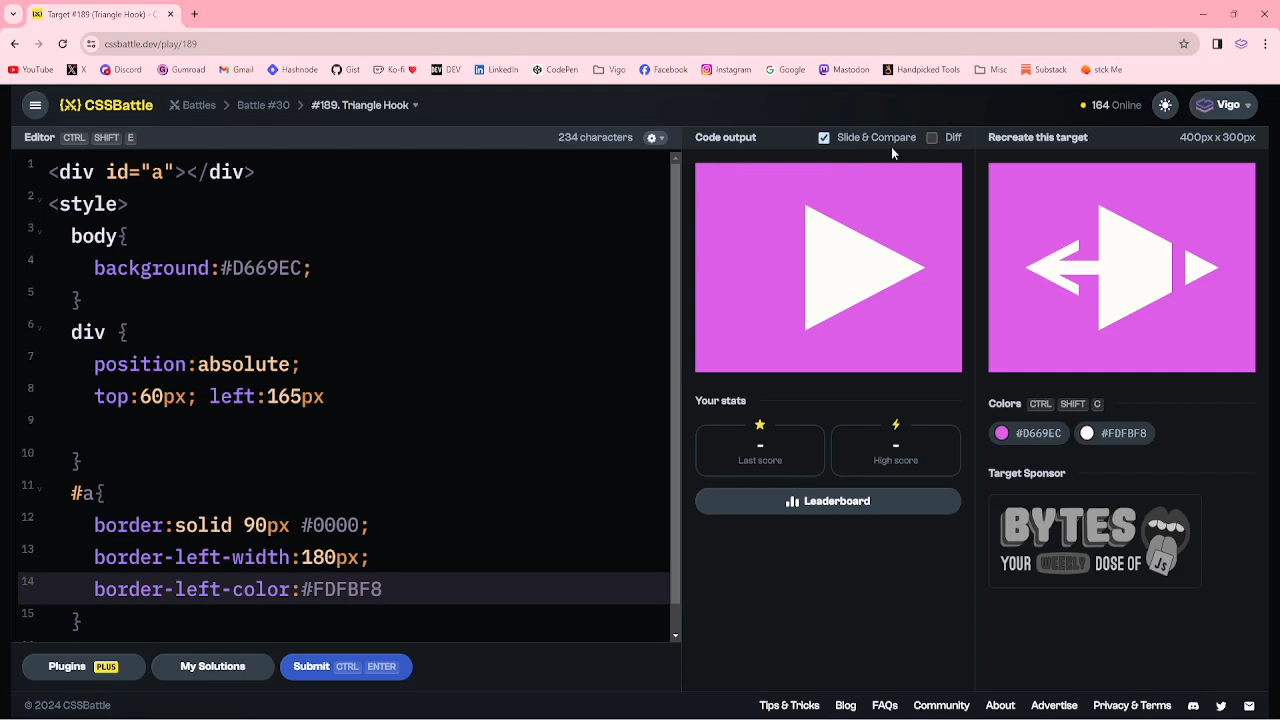 Target #189 (Triangle Hook) - C
cssbattle.dev/play/189
YouTube X Discord Gumroad Gmail Hashnode Gist Ko-fi DEV LinkedIn CodePen Vigo Facebook Instagram Google Mastodon Handpicked Tools Misc Substack stck Me
{X} CSSBattle Battles Battle #30 #189. Triangle Hook 164 Online Vigo
Editor CTRL SHIFT E 234 characters Code output Slide & Compare Diff Recreate this target 400px x 300px
1 <div id="a"></div>
2 <style>
3 body{
4 background:#D669EC;
5 }
6 div {
7 position:absolute;
8 top:60px; left:165px
9
10 }
11 #a{
12 border:solid 90px #0000;
13 border-left-width:180px;
14 border-left-color:#FDFBF8
15 }
Your stats
-
Last score
-
High score
Leaderboard
Colors CTRL SHIFT C
#D669EC #FDFBF8
Target Sponsor
BYTES
YOUR WEEKLY DOSE OF JS
Plugins PLUS My Solutions Submit CTRL ENTER
© 2024 CSSBattle Tips & Tricks Blog FAQs Community About Advertise Privacy & Terms